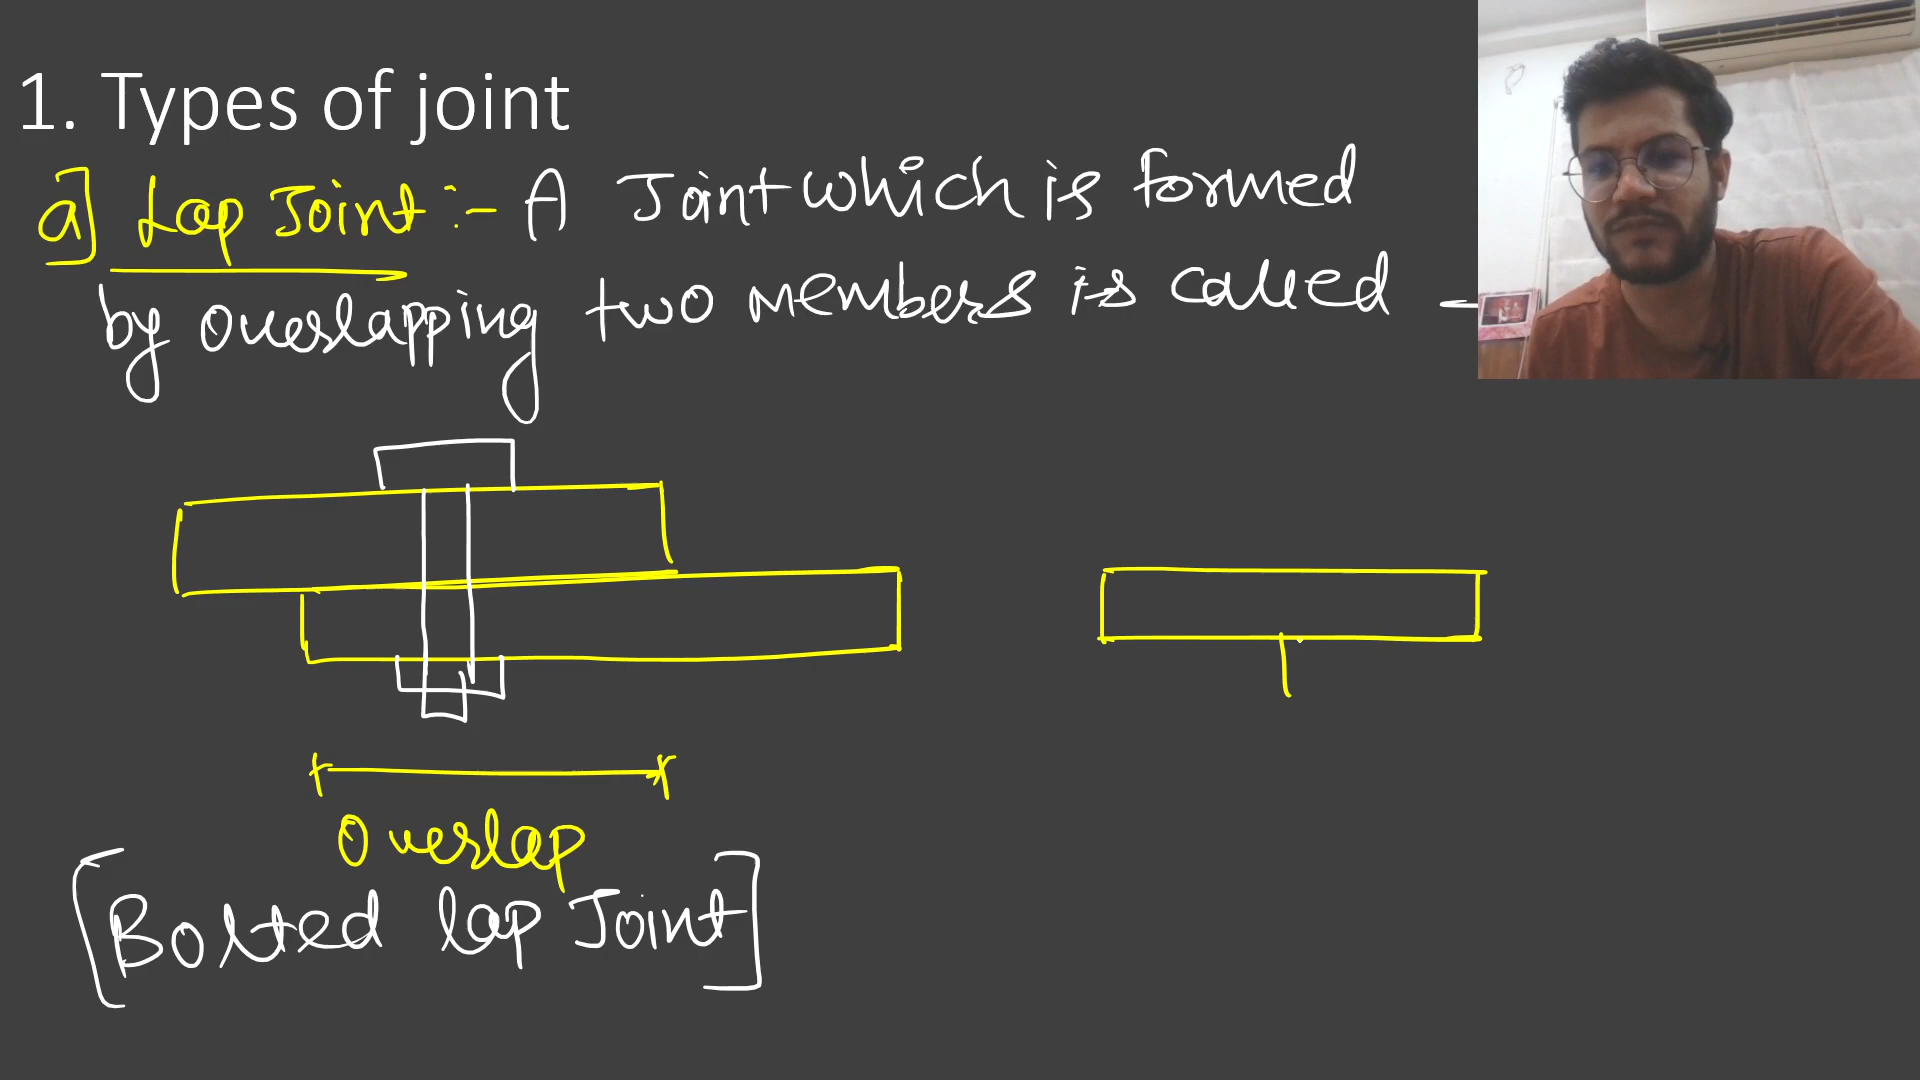 1. Types of joint
a] Lap Joint :- A Joint which is formed
by overlapping two members is called -
Overlap
[Bolted lap Joint]